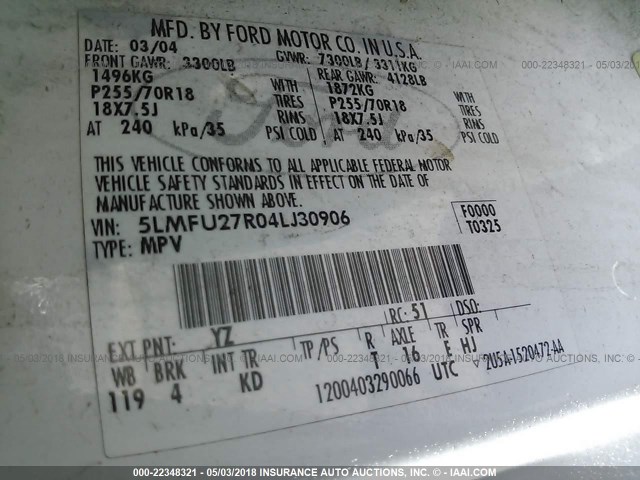 MFD. BY FORD MOTOR CO. IN U.S.A.
DATE: 03/04 GVWR: 7300LB / 3311KG
FRONT GAWR: 3300LB REAR GAWR: 4128LB
1496KG WITH 1872KG WITH
P255/70R18 TIRES P255/70R18 TIRES
18X7.5J RIMS 18X7.5J RIMS
AT 240 kPa/35 PSI COLD AT 240 kPa/35 PSI COLD
Ford
THIS VEHICLE CONFORMS TO ALL APPLICABLE FEDERAL MOTOR
VEHICLE SAFETY STANDARDS IN EFFECT ON THE DATE OF
MANUFACTURE SHOWN ABOVE.
VIN: 5LMFU27R04LJ30906 F0000
TYPE: MPV T0325
EXT PNT: YZ RC: 51 DSO:
WB BRK INT TR TP/PS R AXLE TR SPR
119 4 KD T 16 E HJ
1200403290066 UTC 2U5A-1520472-AA
000-22348321 - 05/03/2018 INSURANCE AUTO AUCTIONS, INC. - © IAAI.COM